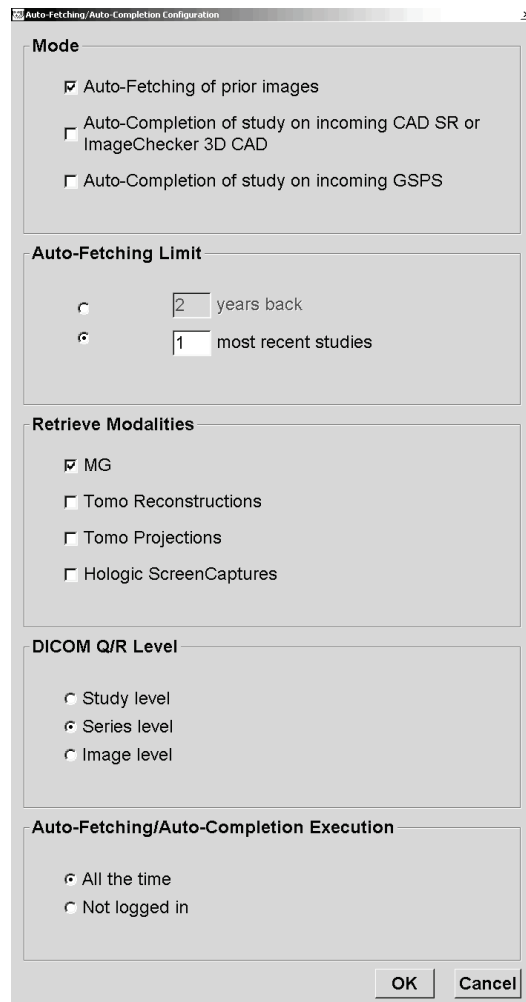 Auto-Fetching/Auto-Completion Configuration
Mode
Auto-Fetching of prior images
Auto-Completion of study on incoming CAD SR or
ImageChecker 3D CAD
Auto-Completion of study on incoming GSPS
Auto-Fetching Limit
2 years back
1 most recent studies
Retrieve Modalities
MG
Tomo Reconstructions
Tomo Projections
Hologic ScreenCaptures
DICOM Q/R Level
Study level
Series level
Image level
Auto-Fetching/Auto-Completion Execution
All the time
Not logged in
OK Cancel